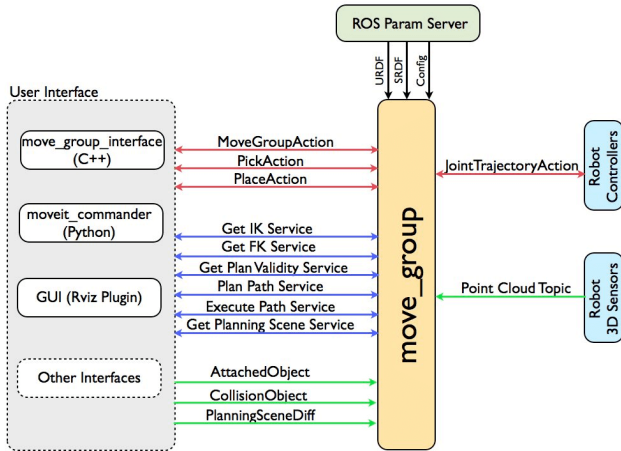 ROS Param Server
URDF
SRDF
Config
User Interface
move_group_interface
(C++)
moveit_commander
(Python)
GUI (Rviz Plugin)
Other Interfaces
MoveGroupAction
PickAction
PlaceAction
Get IK Service
Get FK Service
Get Plan Validity Service
Plan Path Service
Execute Path Service
Get Planning Scene Service
AttachedObject
CollisionObject
PlanningSceneDiff
move_group
JointTrajectoryAction
Point Cloud Topic
Robot
Controllers
Robot
3D Sensors